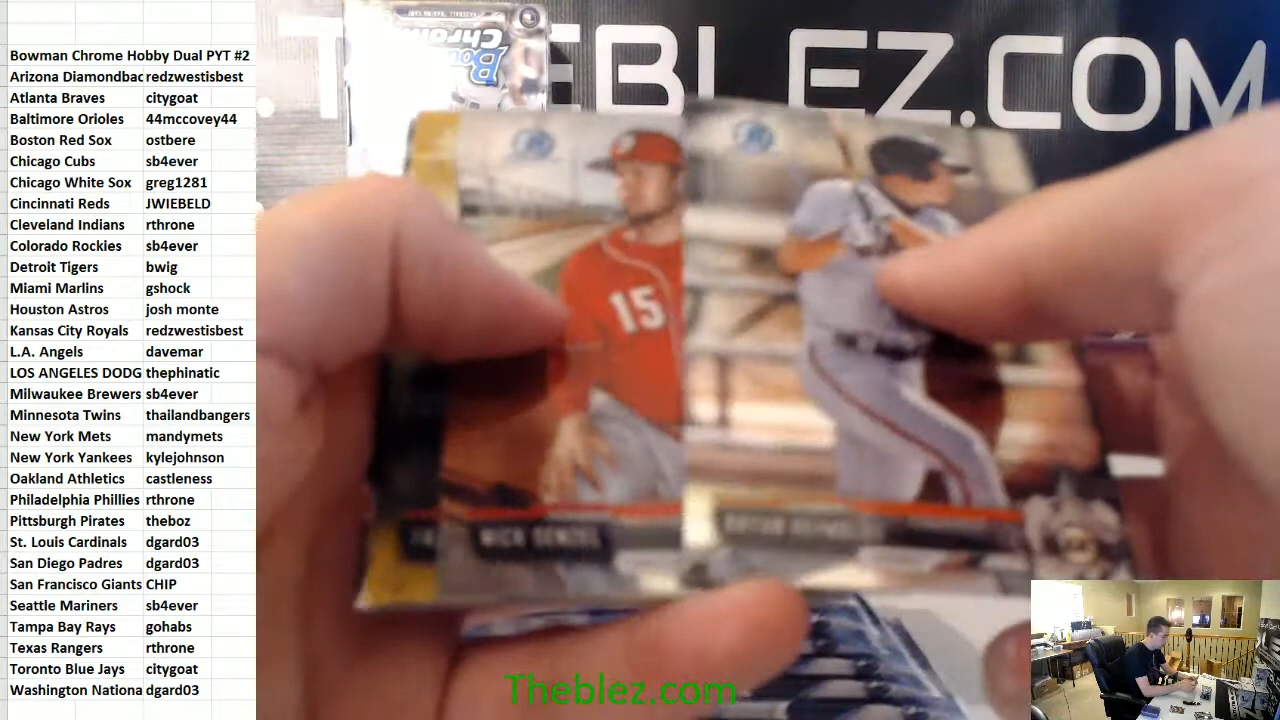 Bowman Chrome Hobby Dual PYT #2
Arizona Diamondbac redzwestisbest
Atlanta Braves citygoat
Baltimore Orioles 44mccovey44
Boston Red Sox ostbere
Chicago Cubs sb4ever
Chicago White Sox greg1281
Cincinnati Reds JWIEBELD
Cleveland Indians rthrone
Colorado Rockies sb4ever
Detroit Tigers bwig
Miami Marlins gshock
Houston Astros josh monte
Kansas City Royals redzwestisbest
L.A. Angels davemar
LOS ANGELES DODG thephinatic
Milwaukee Brewers sb4ever
Minnesota Twins thailandbangers
New York Mets mandymets
New York Yankees kylejohnson
Oakland Athletics castleness
Philadelphia Phillies rthrone
Pittsburgh Pirates theboz
St. Louis Cardinals dgard03
San Diego Padres dgard03
San Francisco Giants CHIP
Seattle Mariners sb4ever
Tampa Bay Rays gohabs
Texas Rangers rthrone
Toronto Blue Jays citygoat
Washington Nationa dgard03
EBLEZ.COM
Chrome
15
NICK SENZEL
Theblez.com